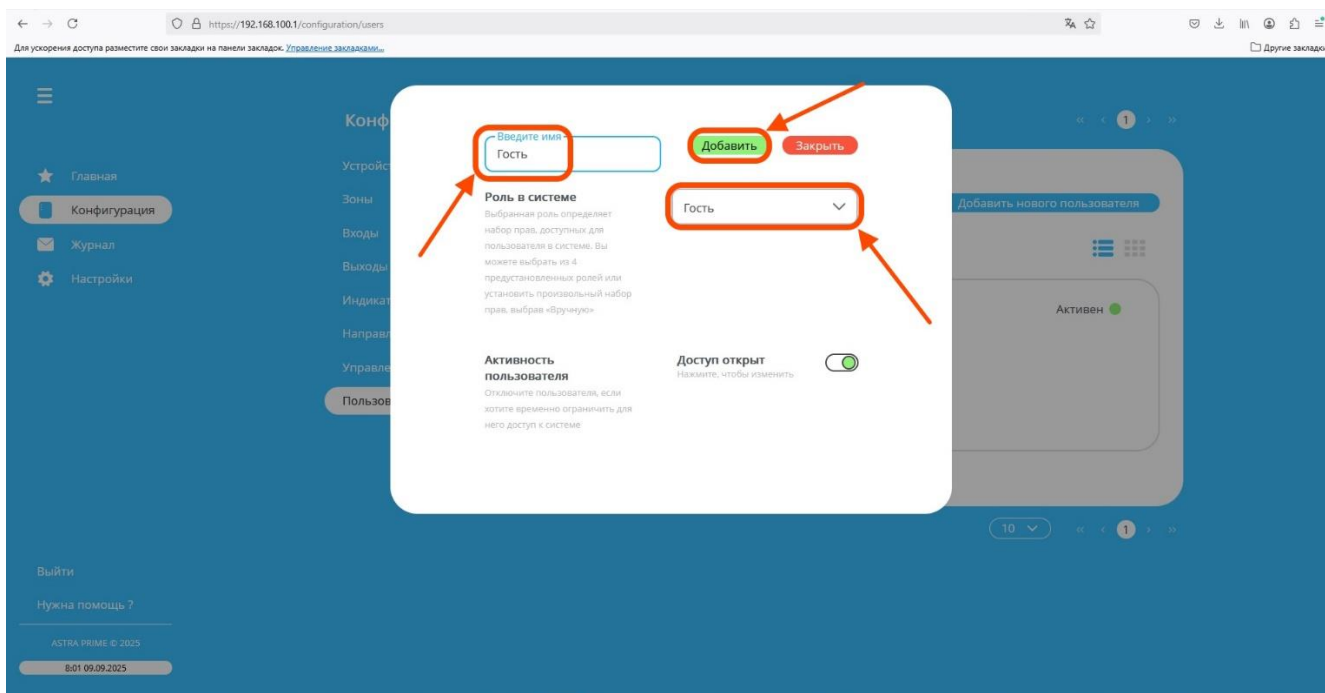 https://192.168.100.1/configuration/users
Для ускорения доступа разместите свои закладки на панели закладок. Управление закладками...
Другие закладки
Конф
1
Введите имя
Гость
Добавить
Закрыть
Главная
Конфигурация
Журнал
Настройки
Устройст
Зоны
Входы
Выходы
Индикат
Направл
Управле
Пользов
Роль в системе
Выбранная роль определяет
набор прав, доступных для
пользователя в системе. Вы
можете выбрать из 4
предустановленных ролей или
установить произвольный набор
прав, выбрав «Вручную»
Гость
Добавить нового пользователя
Активен
Активность
пользователя
Отключите пользователя, если
хотите временно ограничить для
него доступ к системе
Доступ открыт
Нажмите, чтобы изменить
10
1
Выйти
Нужна помощь ?
ASTRA PRIME © 2025
8:01 09.09.2025